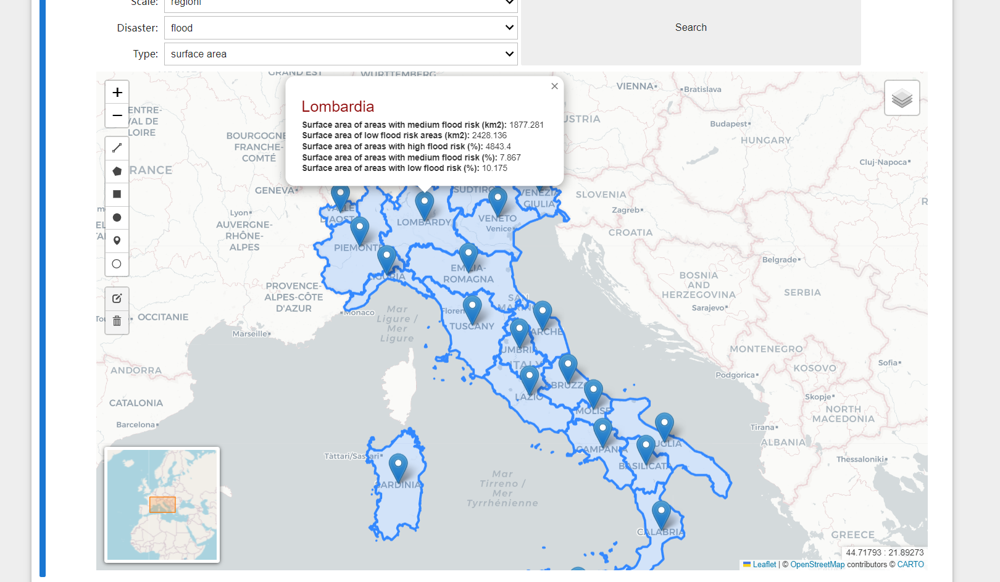 Scale: regioni
Disaster: flood
Search
Type: surface area
GRAND EST
WÜRTTEMBERG
VIENNA
Bratislava
+
−
Lombardia
×
Surface area of areas with medium flood risk (km2): 1877.281
Surface area of low flood risk areas (km2): 2428.136
Surface area of areas with high flood risk (%): 4843.4
Surface area of areas with medium flood risk (%): 7.867
Surface area of areas with low flood risk (%): 10.175
ENTRE-
VAL DE
LOIRE
BOURGOGNE
FRANCHE-
COMTÉ
USTRIA
Budapest
HUNGARY
RANCE
Cluj-Napoca
GENEVA
SÜDTIRO
VENEZIA
GIULIA
SLOVENIA
Zagreb
CROATIA
Lyon
AUVERGNE-
RHÔNE-
ALPES
VALLE
D'AOST
LOMBARDY
VENETO
Venice
PIEMONTE
LIGURIA
EMILIA-
ROMAGNA
Belgrade
BOSNIA
AND
HERZEGOVINA
SERBIA
Sarajevo
PROVENCE-
ALPES-CÔTE
D'AZUR
Monaco
OCCITANIE
Marseille
Mar
Ligure /
Mer
Ligure
Floren
TUSCANY
SAN
MARINO
ARCHE
UMBRIA
ITALY
MONTENEGRO
KOSOVO
Sofia
Podgorica
ANDORRA
LAZIO
ABRUZZO
MOLISE
Skopje
NORTH
MACEDONIA
CATALONIA
Barcelona
Tirana
ALBANIA
CAMPANIA
UGLIA
BASILICATA
Thessaloniki
Tàttari/Sassari
SARDINIA
Mar
Tirreno /
Mer
Tyrrhénienne
CALABRIA
GREECE
44.71793 : 21.89273
Leaflet | © OpenStreetMap contributors © CARTO